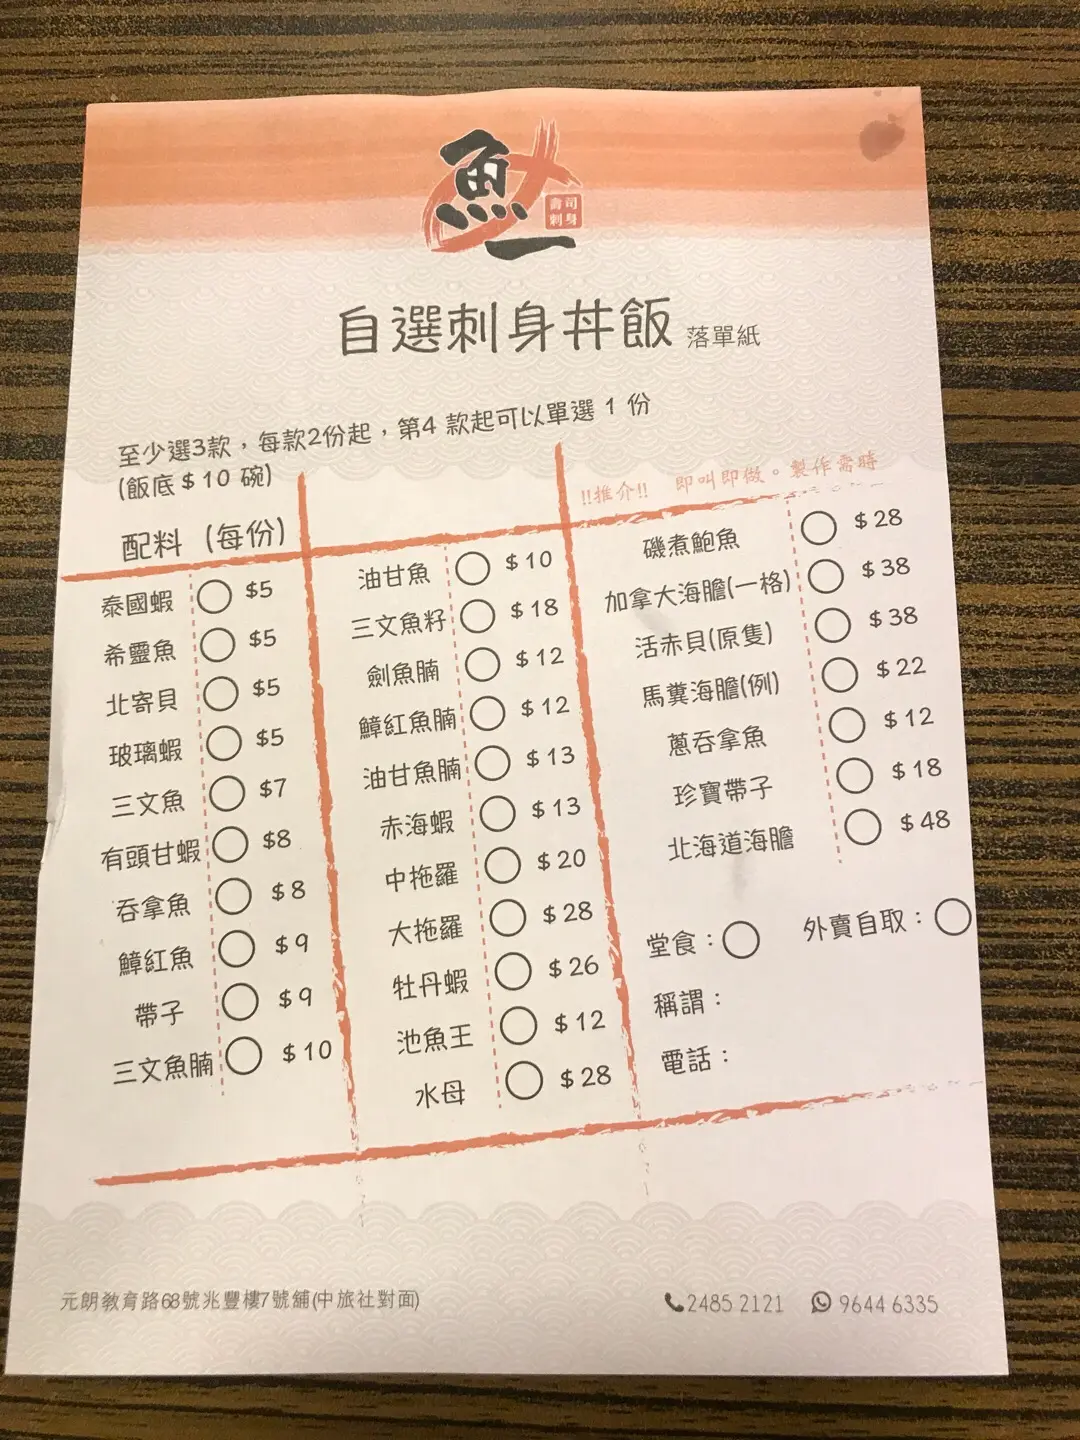 魚一
壽司
刺身
自選刺身丼飯 落單紙
至少選3款，每款2份起，第4 款起可以單選 1 份
(飯底 $ 10 碗)
!!推介!! 即叫即做。製作需時
配料 (每份)
泰國蝦 $5
希靈魚 $5
北寄貝 $5
玻璃蝦 $5
三文魚 $7
有頭甘蝦 $8
吞拿魚 $8
鱆紅魚 $9
帶子 $9
三文魚腩 $10
油甘魚 $10
三文魚籽 $18
劍魚腩 $12
鱆紅魚腩 $12
油甘魚腩 $13
赤海蝦 $13
中拖羅 $20
大拖羅 $28
牡丹蝦 $26
池魚王 $12
水母 $28
磯煮鮑魚 $28
加拿大海膽(一格) $38
活赤貝(原隻) $38
馬糞海膽(例) $22
蔥吞拿魚 $12
珍寶帶子 $18
北海道海膽 $48
堂食： 外賣自取：
稱謂：
電話：
元朗教育路68號兆豐樓7號舖(中旅社對面)
2485 2121 9644 6335